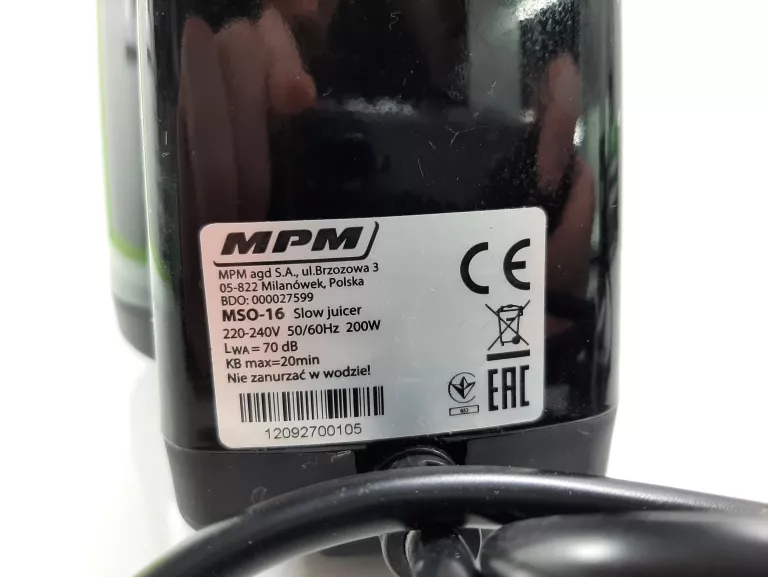 MPM
MPM agd S.A., ul.Brzozowa 3
05-822 Milanówek, Polska
BDO: 000027599
MSO-16 Slow juicer
220-240V 50/60Hz 200W
LWA = 70 dB
KB max=20min
Nie zanurzać w wodzie!
12092700105
CE
EAC